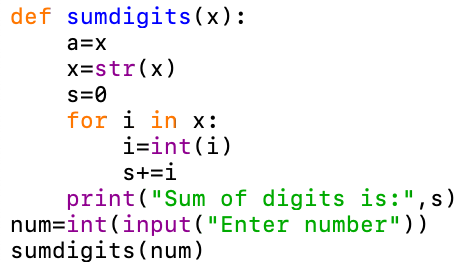 def sumdigits(x):
    a=x
    x=str(x)
    s=0
    for i in x:
        i=int(i)
        s+=i
    print("Sum of digits is:",s)
num=int(input("Enter number"))
sumdigits(num)